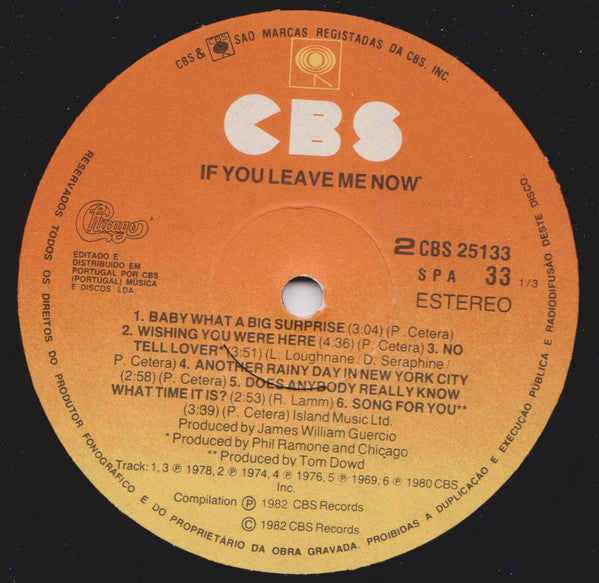 CBS & SAO MARCAS REGISTADAS DA CBS. INC.
CBS
IF YOU LEAVE ME NOW
Chicago
2 CBS 25133
EDITADO E
DISTRIBUIDO EM
PORTUGAL POR CBS
(PORTUGAL) MÚSICA
E DISCOS LDA.
SPA 33 1/3
ESTEREO
1. BABY WHAT A BIG SURPRISE (3:04) (P. Cetera)
2. WISHING YOU WERE HERE (4:36) (P. Cetera) 3. NO
TELL LOVER* (3:51) (L. Loughnane / D. Seraphine /
P. Cetera) 4. ANOTHER RAINY DAY IN NEW YORK CITY
(2:58) (P. Cetera) 5. DOES ANYBODY REALLY KNOW
WHAT TIME IT IS? (2:53) (R. Lamm) 6. SONG FOR YOU**
(3:39) (P. Cetera) Island Music Ltd.
Produced by James William Guercio
*Produced by Phil Ramone and Chicago
**Produced by Tom Dowd
Track: 1, 3 ℗ 1978, 2 ℗ 1974, 4 ℗ 1976, 5 ℗ 1969, 6 ℗ 1980 CBS
Inc.
Compilation ℗ 1982 CBS Records
© 1982 CBS Records
RESERVADOS TODOS OS DIREITOS DO PRODUTOR FONOGRÁFICO E DO PROPRIETÁRIO DA OBRA GRAVADA. PROIBIDAS A DUPLICAÇÃO E EXECUÇÃO PUBLICA E RADIODIFUSÃO DESTE DISCO.